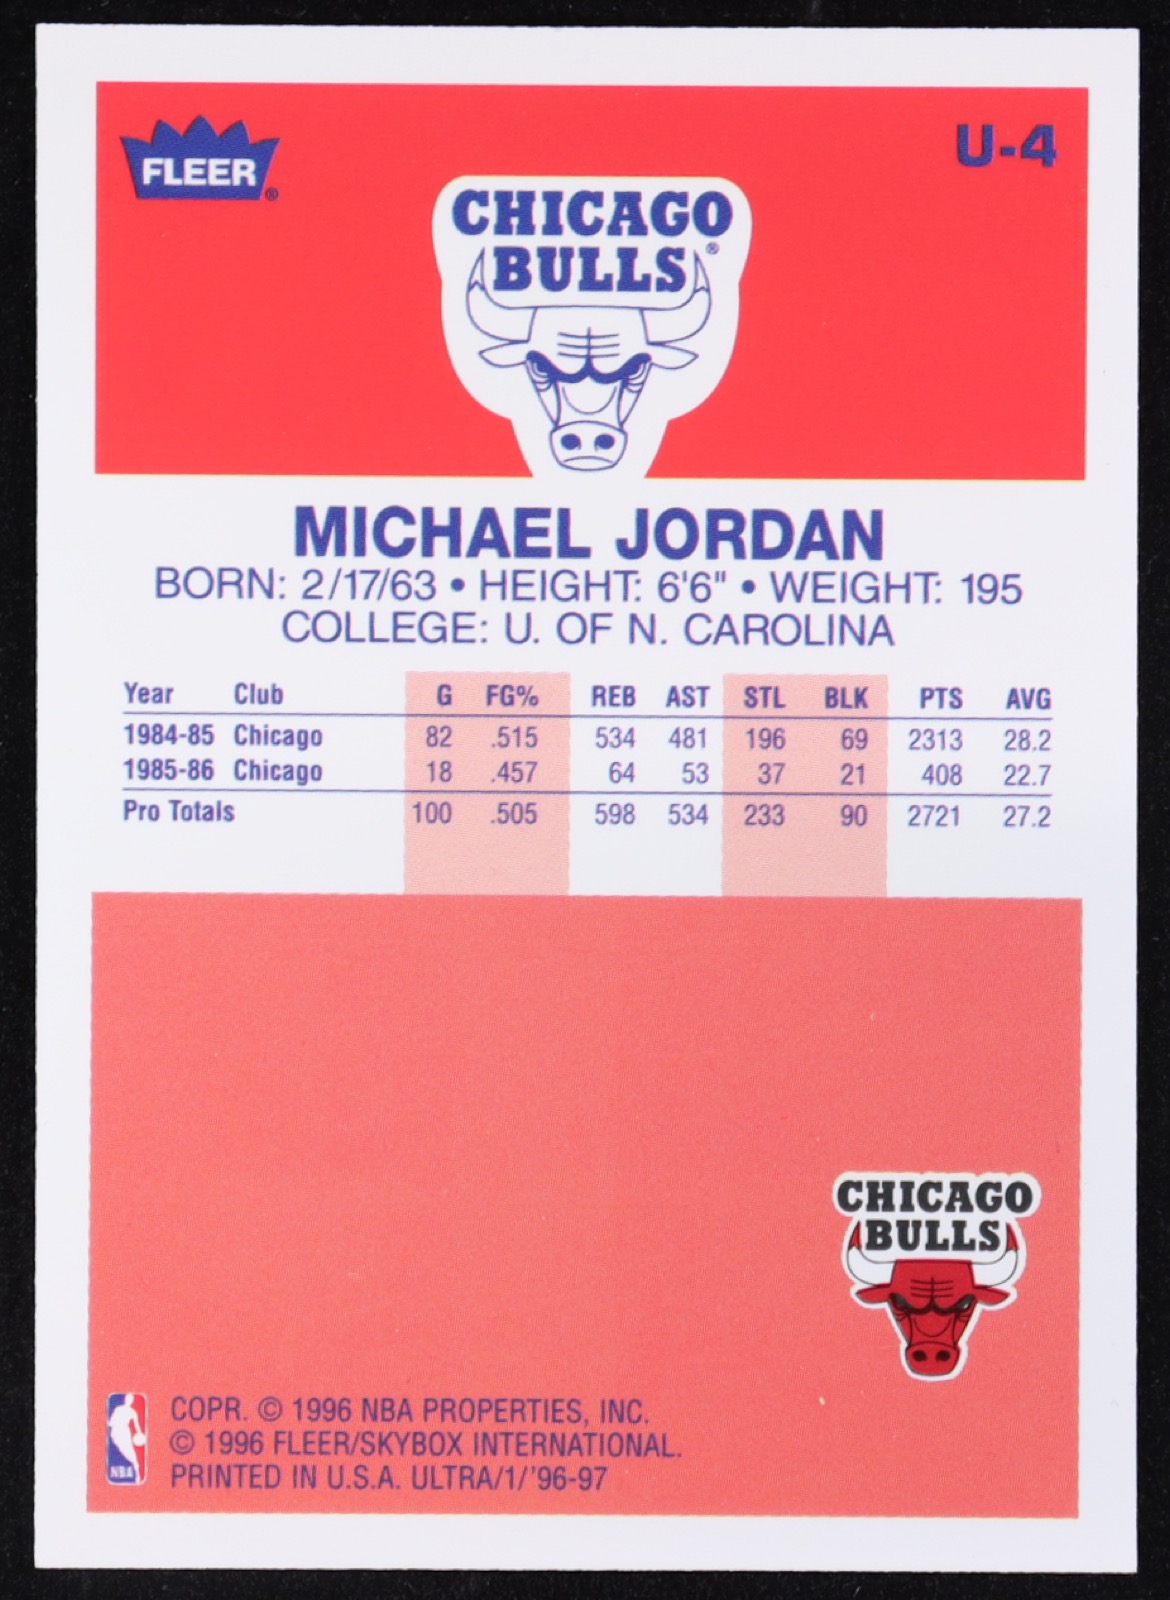 FLEER®
U-4
CHICAGO
BULLS®
MICHAEL JORDAN
BORN: 2/17/63 • HEIGHT: 6'6" • WEIGHT: 195
COLLEGE: U. OF N. CAROLINA
Year Club G FG% REB AST STL BLK PTS AVG
1984-85 Chicago 82 .515 534 481 196 69 2313 28.2
1985-86 Chicago 18 .457 64 53 37 21 408 22.7
Pro Totals 100 .505 598 534 233 90 2721 27.2
CHICAGO
BULLS
NBA
COPR. © 1996 NBA PROPERTIES, INC.
© 1996 FLEER/SKYBOX INTERNATIONAL.
PRINTED IN U.S.A. ULTRA/1/'96-97